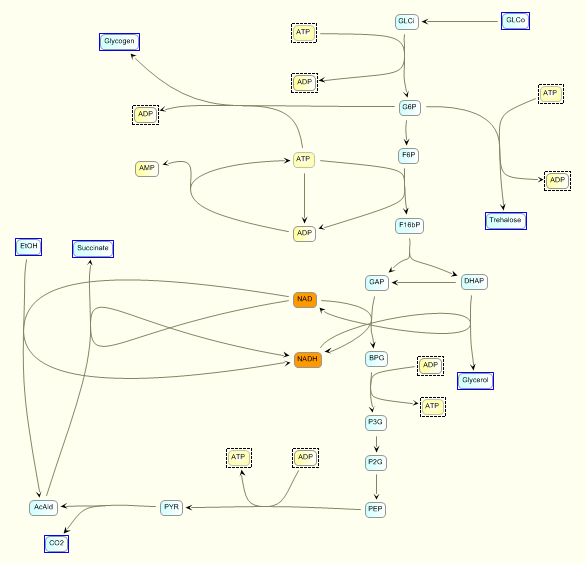 GLCi
GLCo
ATP
Glycogen
ADP
ATP
ADP
G6P
ATP
F6P
AMP
ADP
Trehalose
F16bP
ADP
EtOH
Succinate
GAP
DHAP
NAD
NADH
BPG
ADP
Glycerol
ATP
P3G
ATP
ADP
P2G
AcAld
PYR
PEP
CO2